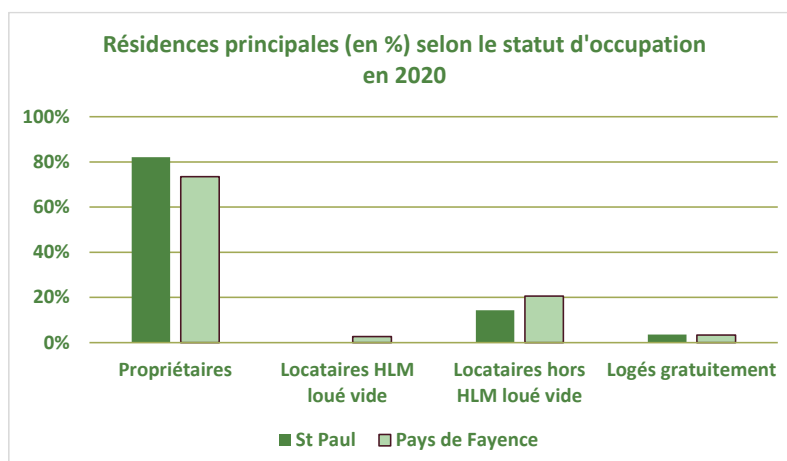 Résidences principales (en %) selon le statut d'occupation
en 2020
100%
80%
60%
40%
20%
0%
Propriétaires
Locataires HLM
loué vide
Locataires hors
HLM loué vide
Logés gratuitement
St Paul
Pays de Fayence